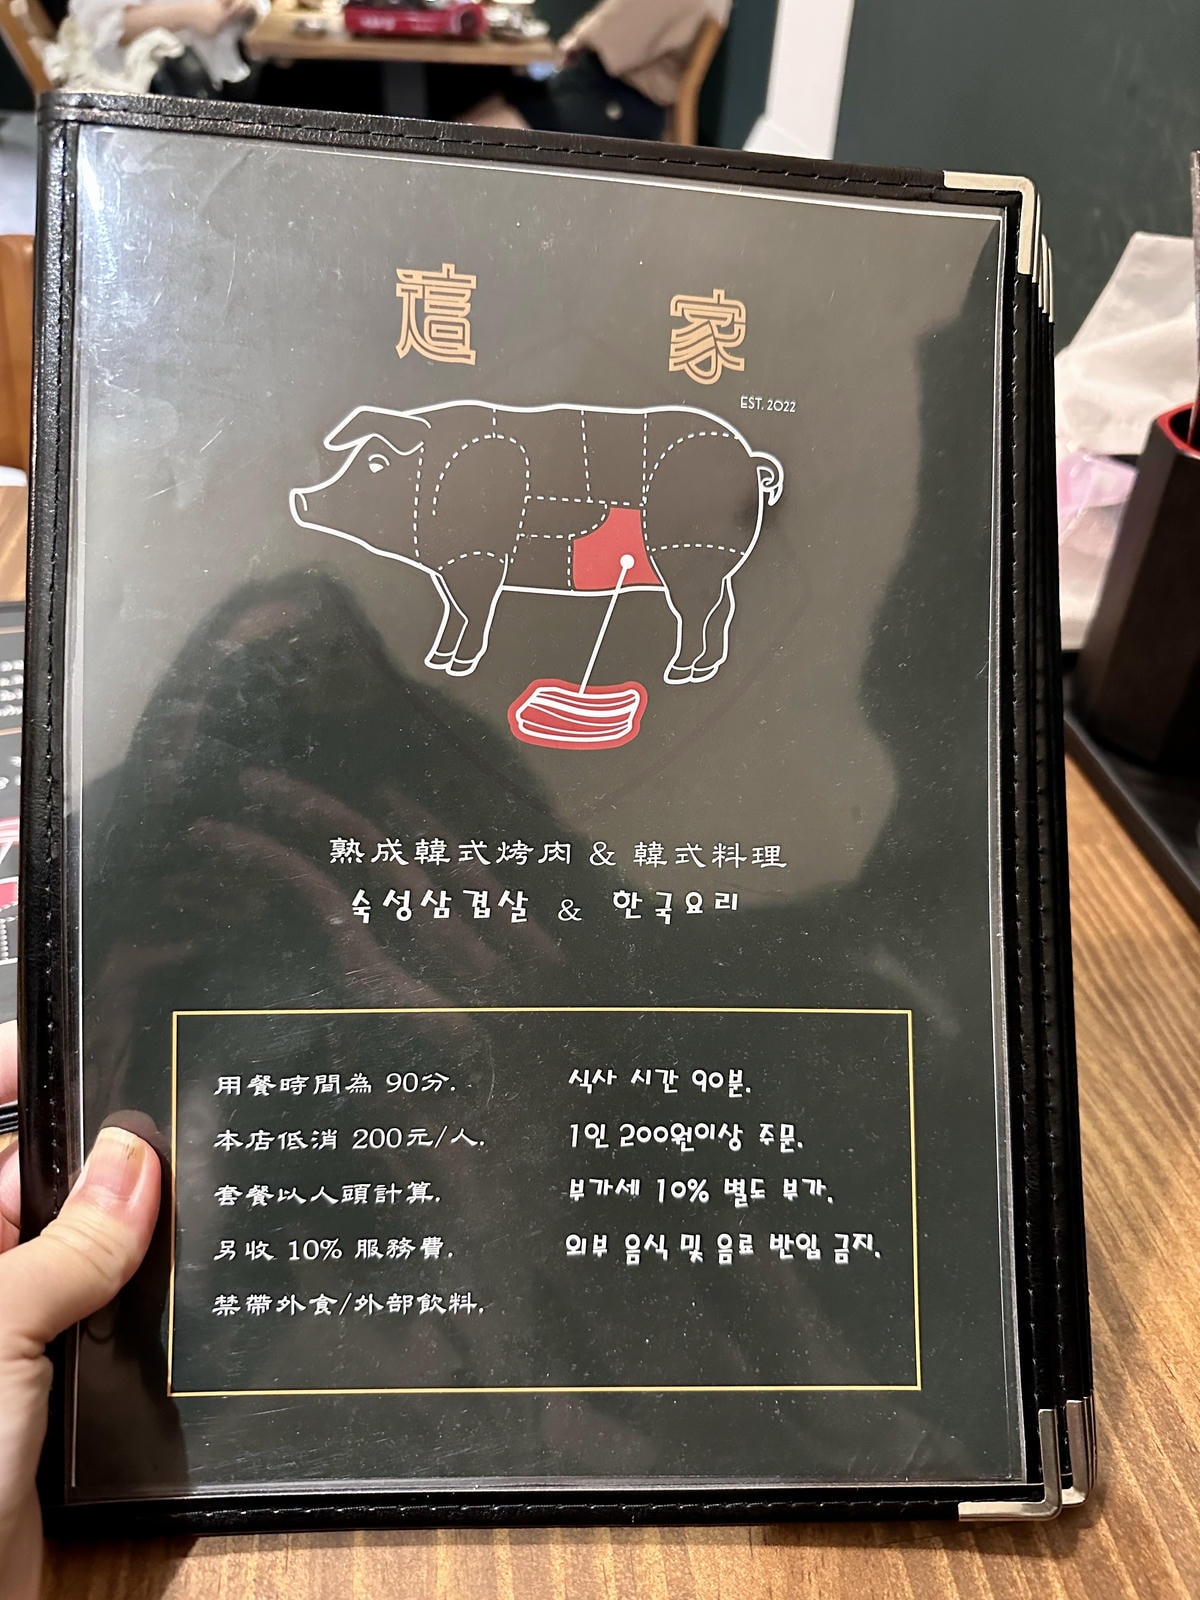 這 家
EST. 2022
熟成韓式烤肉 & 韓式料理
숙성삼겹살 & 한국요리
用餐時間為 90分.
本店低消 200元/人.
套餐以人頭計算.
另收 10% 服務費.
禁帶外食/外部飲料.
식사 시간 90분.
1인 200원이상 주문.
부가세 10% 별도 부가.
외부 음식 및 음료 반입 금지.